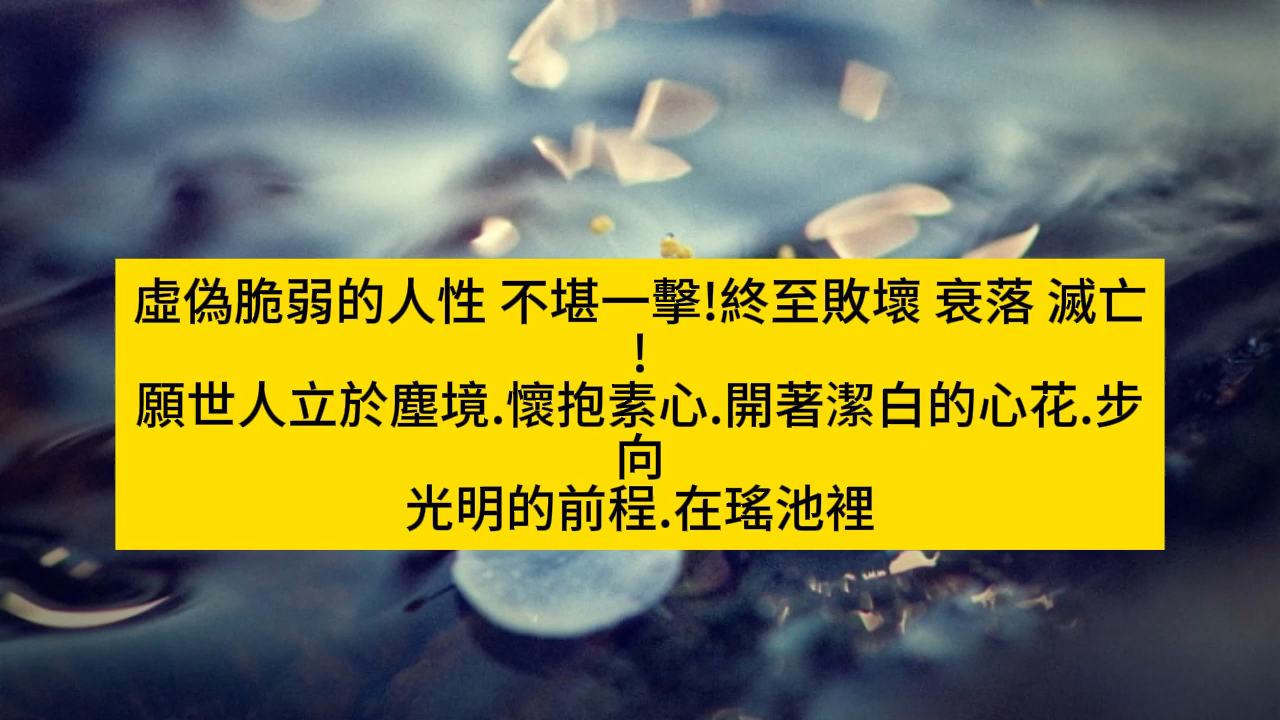 虛偽脆弱的人性 不堪一擊!終至敗壞 衰落 滅亡
!
願世人立於塵境.懷抱素心.開著潔白的心花.步
向
光明的前程.在瑤池裡